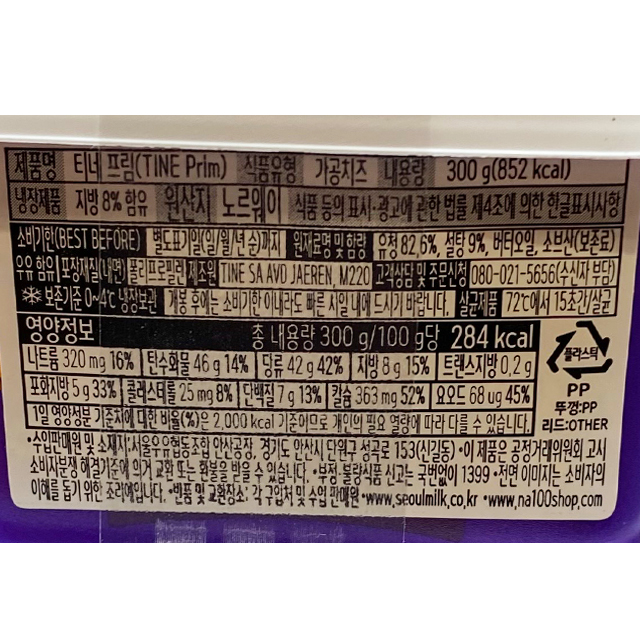 제품명 티네 프림(TINE Prim) 식품유형 가공치즈 내용량 300 g(852 kcal)
냉장제품 지방 8% 함유 원산지 노르웨이 식품 등의 표시·광고에 관한 법률 제4조에 의한 한글표시사항
소비기한(BEST BEFORE) 별도표기일(일/월/년 순)까지 원재료명 및 함량 유청 82,6%, 설탕 9%, 버터오일, 소브산(보존료)
우유 함유 포장재질(내면) 폴리프로필렌 제조원 TINE SA AVD JAEREN, M220 고객상담 및 주문신청 080-021-5656(수신자 부담)
보존기준 0~4℃ 냉장보관 개봉 후에는 소비기한 이내라도 빠른 시일 내에 드시기 바랍니다. 살균제품 72℃에서 15초간/살균
영양정보 총 내용량 300 g/100 g당 284 kcal
나트륨 320 mg 16% 탄수화물 46 g 14% 당류 42 g 42% 지방 8 g 15% 트랜스지방 0,2 g
포화지방 5 g 33% 콜레스테롤 25 mg 8% 단백질 7 g 13% 칼슘 363 mg 52% 요오드 68 ug 45%
1일 영양성분 기준치에 대한 비율(%)은 2,000 kcal 기준이므로 개인의 필요 열량에 따라 다를 수 있습니다.
플라스틱
PP
뚜껑:PP
리드:OTHER
•수입판매원 및 소재지:서울우유협동조합 안산공장, 경기도 안산시 단원구 성곡로 153(신길동) •이 제품은 공정거래위원회 고시
소비자분쟁 해결기준에 의거 교환 또는 환불을 받을 수 있습니다. •부정·불량식품 신고는 국번없이 1399 •전면 이미지는 소비자의
이해를 돕기 위한 조리예입니다. •반품 및 교환장소: 각 구입처 및 수입 판매원 •www.seoulmilk.co.kr •www.na100shop.com